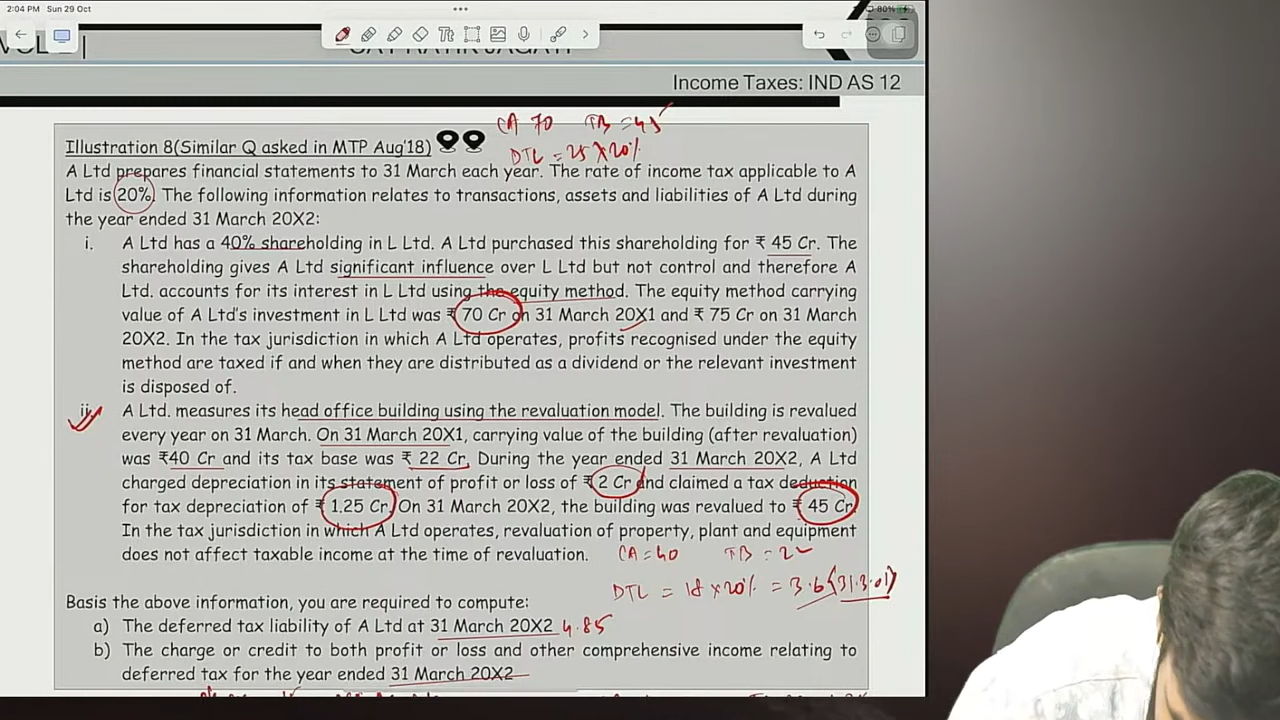 2:04 PM Sun 29 Oct
80%
Income Taxes: IND AS 12
CA 70 TB = 45
Illustration 8(Similar Q asked in MTP Aug'18)
DTL = 25 x 20%
A Ltd prepares financial statements to 31 March each year. The rate of income tax applicable to A
Ltd is 20%. The following information relates to transactions, assets and liabilities of A Ltd during
the year ended 31 March 20X2:
i. A Ltd has a 40% shareholding in L Ltd. A Ltd purchased this shareholding for ₹ 45 Cr. The
shareholding gives A Ltd significant influence over L Ltd but not control and therefore A
Ltd. accounts for its interest in L Ltd using the equity method. The equity method carrying
value of A Ltd's investment in L Ltd was ₹ 70 Cr on 31 March 20X1 and ₹ 75 Cr on 31 March
20X2. In the tax jurisdiction in which A Ltd operates, profits recognised under the equity
method are taxed if and when they are distributed as a dividend or the relevant investment
is disposed of.
ii. A Ltd. measures its head office building using the revaluation model. The building is revalued
every year on 31 March. On 31 March 20X1, carrying value of the building (after revaluation)
was ₹40 Cr and its tax base was ₹ 22 Cr. During the year ended 31 March 20X2, A Ltd
charged depreciation in its statement of profit or loss of ₹ 2 Cr and claimed a tax deduction
for tax depreciation of ₹ 1.25 Cr. On 31 March 20X2, the building was revalued to ₹ 45 Cr.
In the tax jurisdiction in which A Ltd operates, revaluation of property, plant and equipment
does not affect taxable income at the time of revaluation.
CA = 40 TB = 22
DTL = 18 x 20% = 3.6 (31.3.01)
Basis the above information, you are required to compute:
a) The deferred tax liability of A Ltd at 31 March 20X2 4.85
b) The charge or credit to both profit or loss and other comprehensive income relating to
deferred tax for the year ended 31 March 20X2